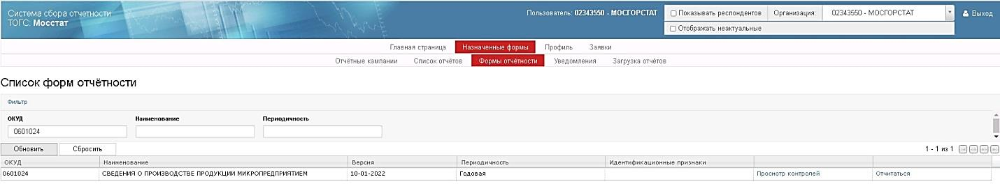 Система сбора отчетности
ТОГС: Мосстат
Пользователь: 02343550 - МОСГОРСТАТ
Показывать респондентов Организация: 02343550 - МОСГОРСТАТ
Выход
Отображать неактуальные
Главная страница Назначенные формы Профиль Заявки
Отчётные кампании Список отчётов Формы отчётности Уведомления Загрузка отчётов
Список форм отчётности
Фильтр
ОКУД Наименование Периодичность
0601024
Обновить Сбросить 1 - 1 из 1
ОКУД Наименование Версия Периодичность Идентификационные признаки
0601024 СВЕДЕНИЯ О ПРОИЗВОДСТВЕ ПРОДУКЦИИ МИКРОПРЕДПРИЯТИЕМ 10-01-2022 Годовая Просмотр контролей Отчитаться